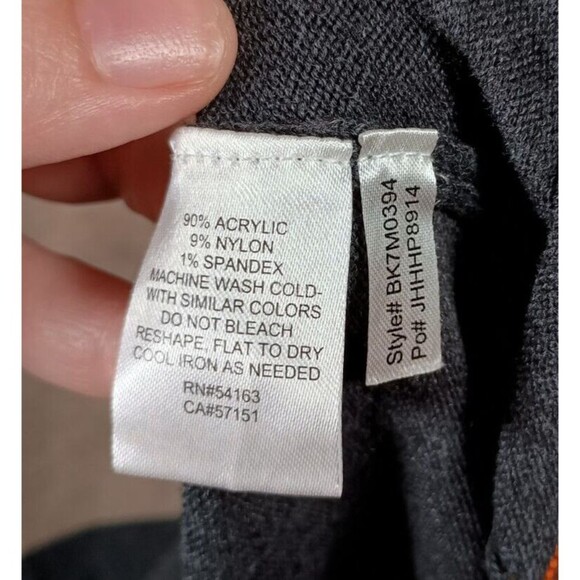 90% ACRYLIC
9% NYLON
1% SPANDEX
MACHINE WASH COLD-
WITH SIMILAR COLORS
DO NOT BLEACH
RESHAPE, FLAT TO DRY
COOL IRON AS NEEDED
RN#54163
CA#57151
Style# BK7M0394
Po# JHHHP8914